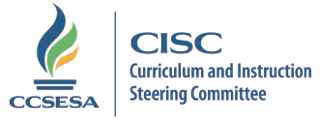 CCSESA
CISC
Curriculum and Instruction
Steering Committee